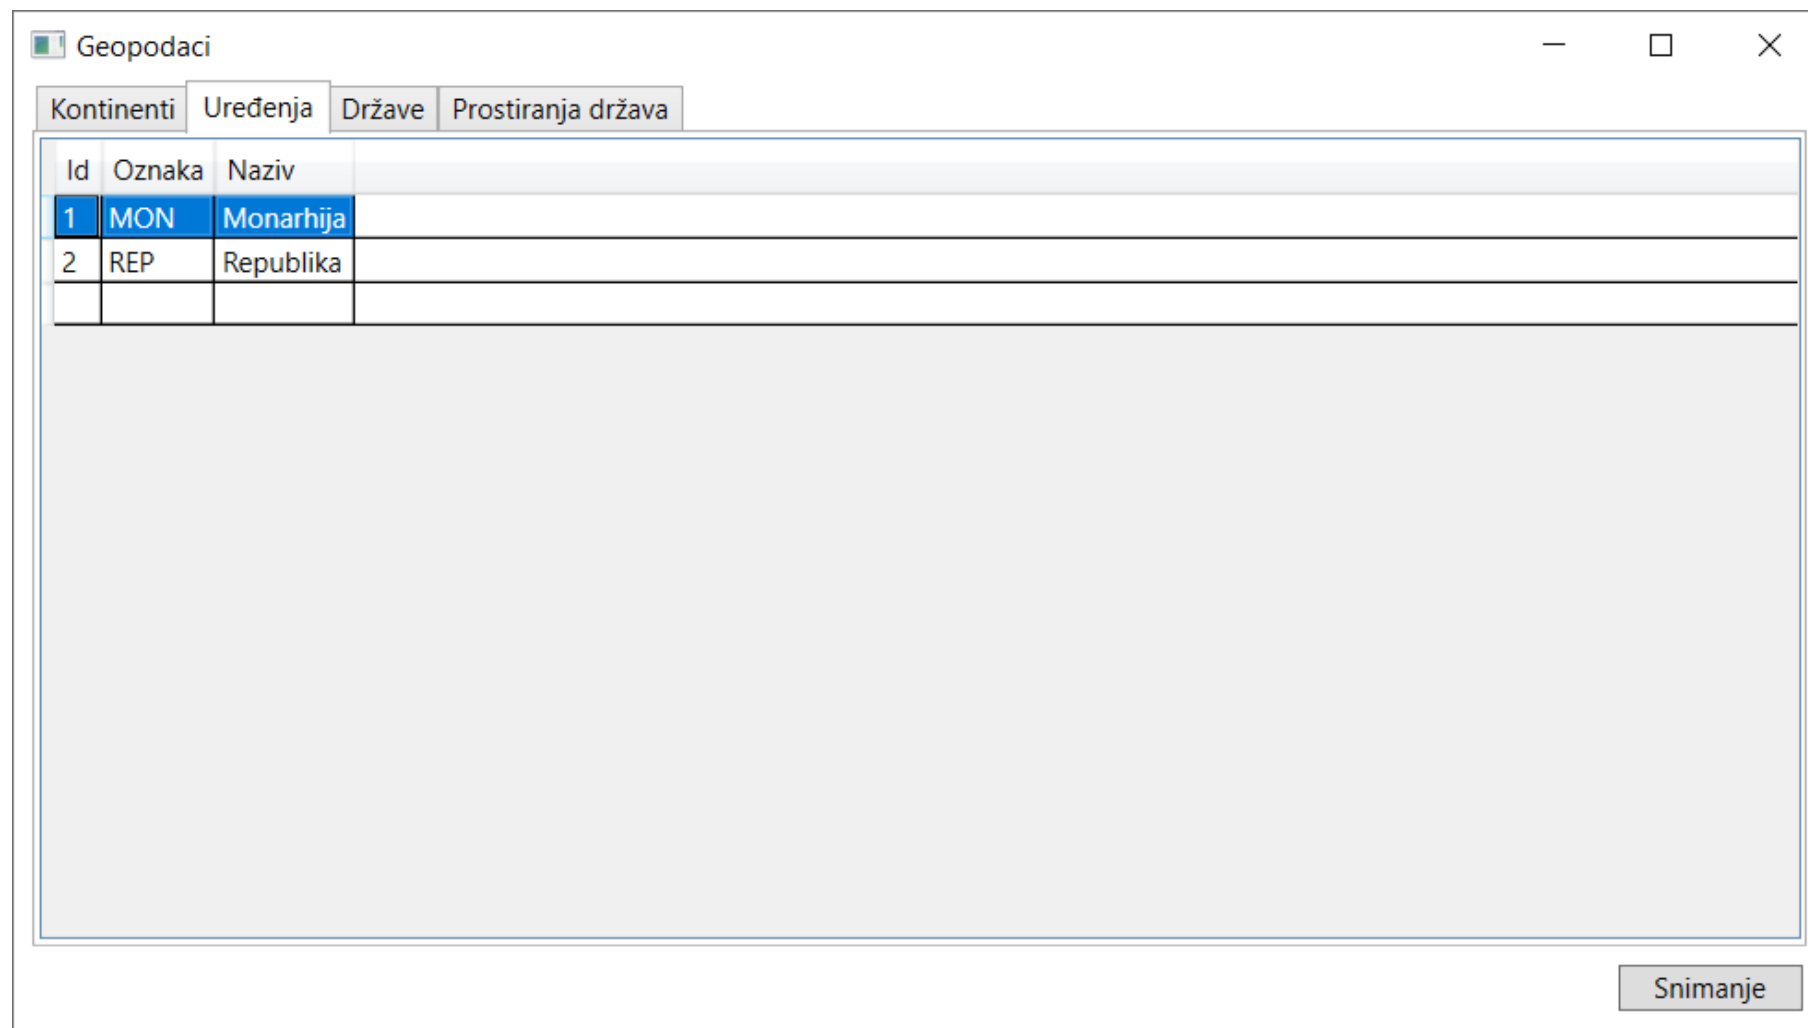 Geopodaci
Kontinenti Uređenja Države Prostiranja država
Id Oznaka Naziv
1 MON Monarhija
2 REP Republika
Snimanje